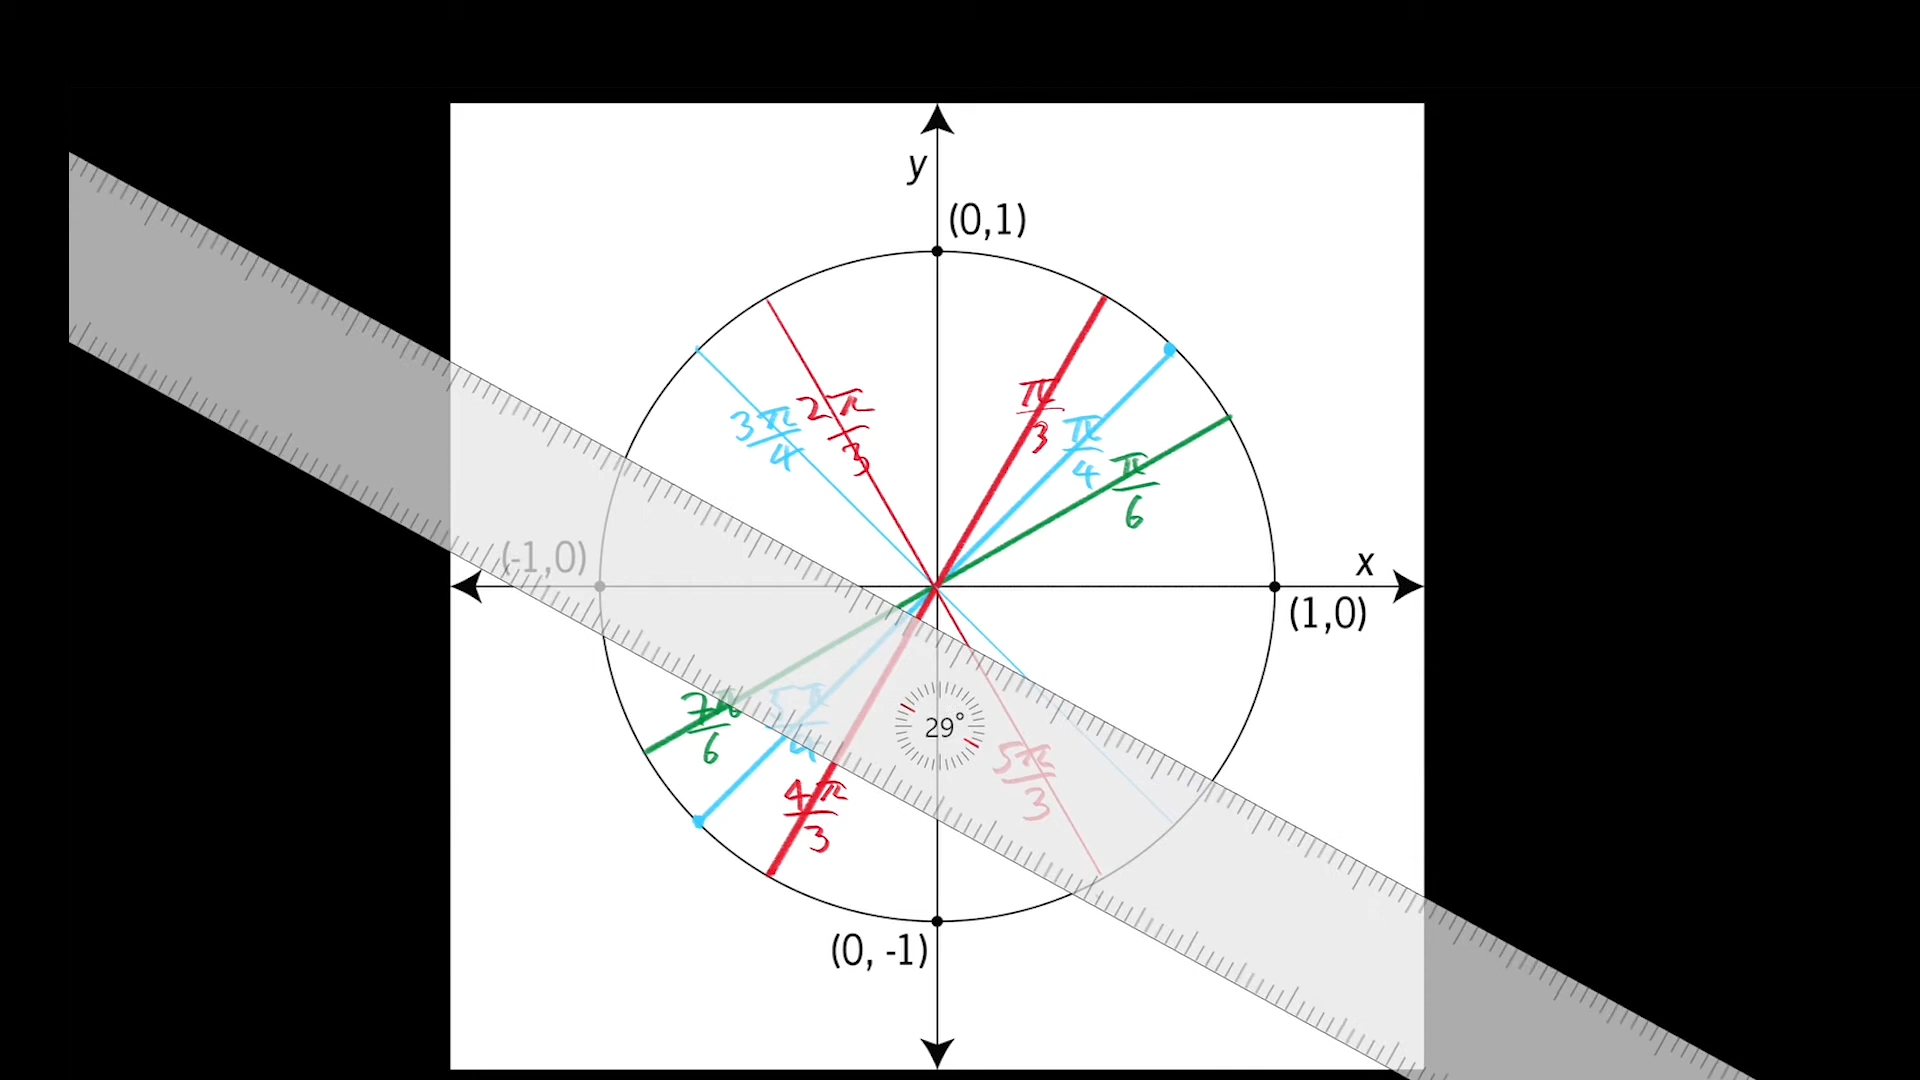 y
(0,1)
2π/3
π/3
3π/4
π/4
π/6
(-1,0)
x
(1,0)
7π/6
5π/4
29°
5π/3
4π/3
(0, -1)